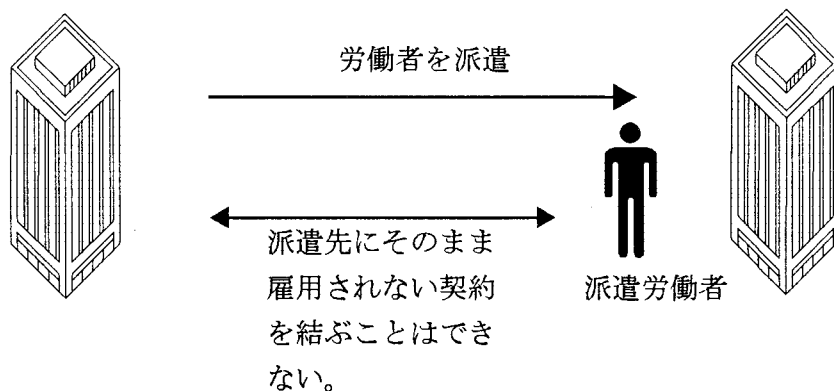 労働者を派遣
派遣先にそのまま
雇用されない契約
を結ぶことはでき
ない。
派遣労働者